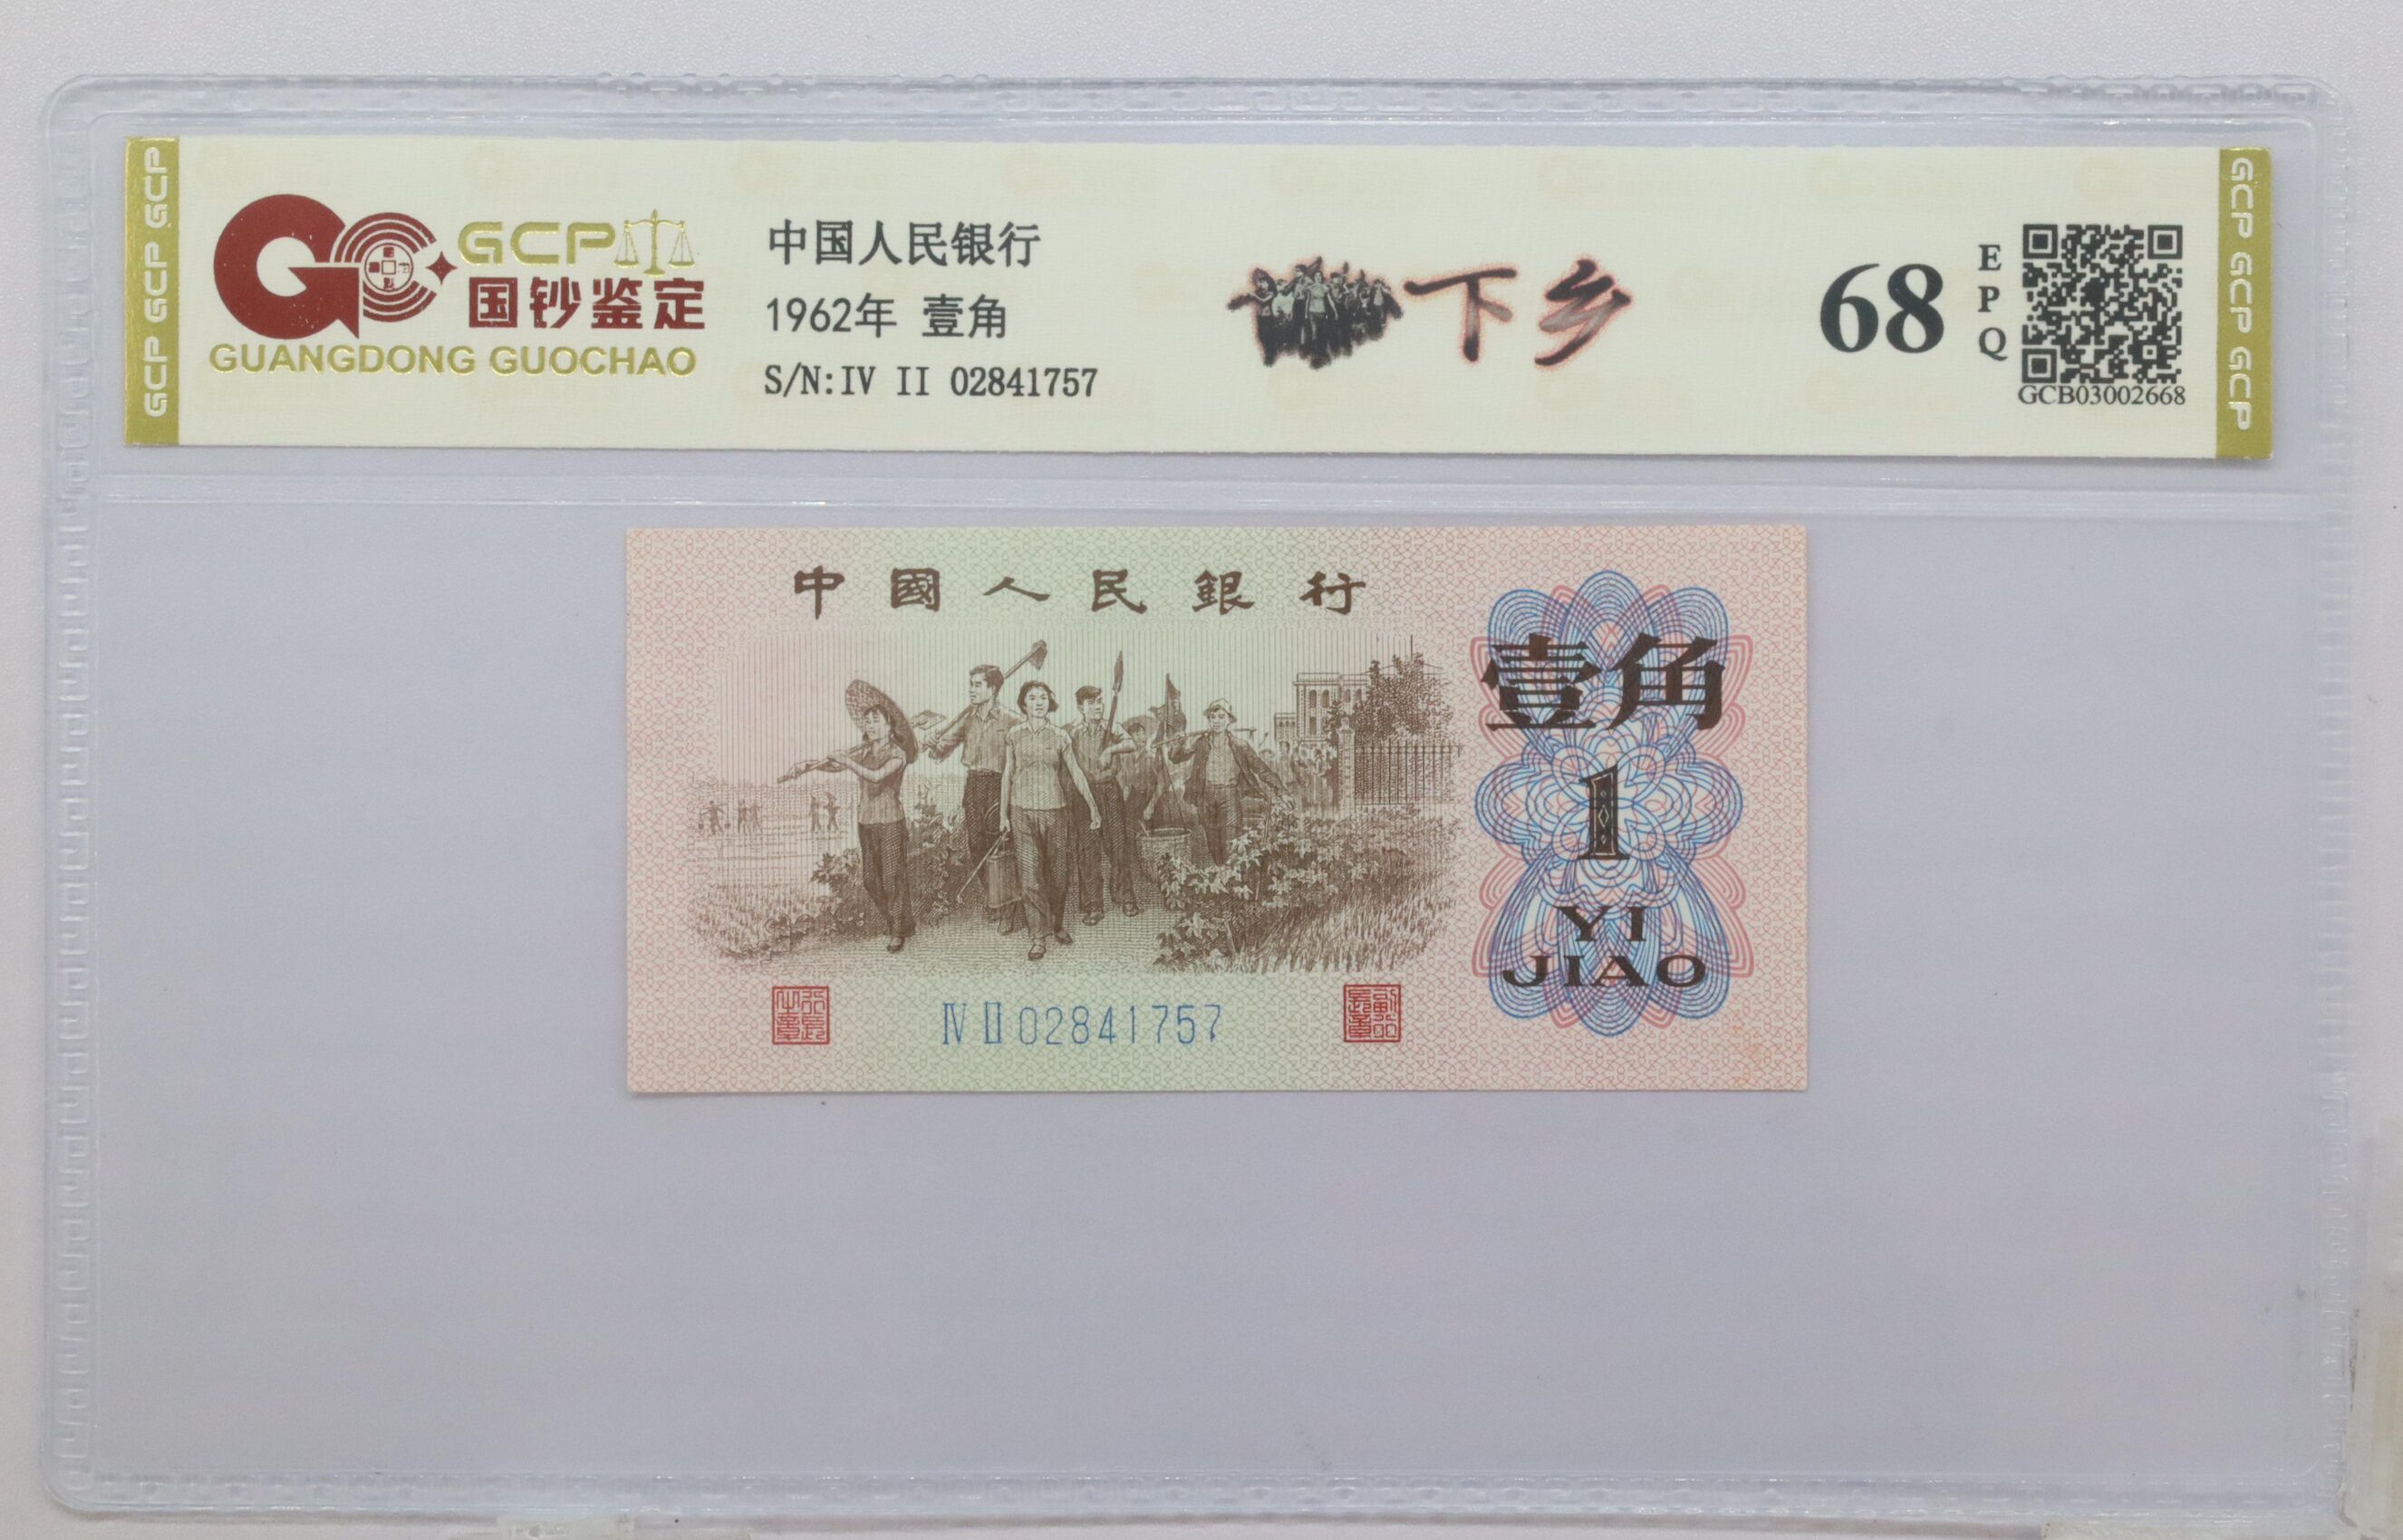 GCP GCP GCP
GCP
国钞鉴定
GUANGDONG GUOCHAO
中国人民银行
1962年 壹角
S/N:IV II 02841757
下乡
68
EPQ
GCB03002668
GCP GCP GCP GCP
中國人民銀行
壹角
1
YI
JIAO
Ⅳ Ⅱ 02841757